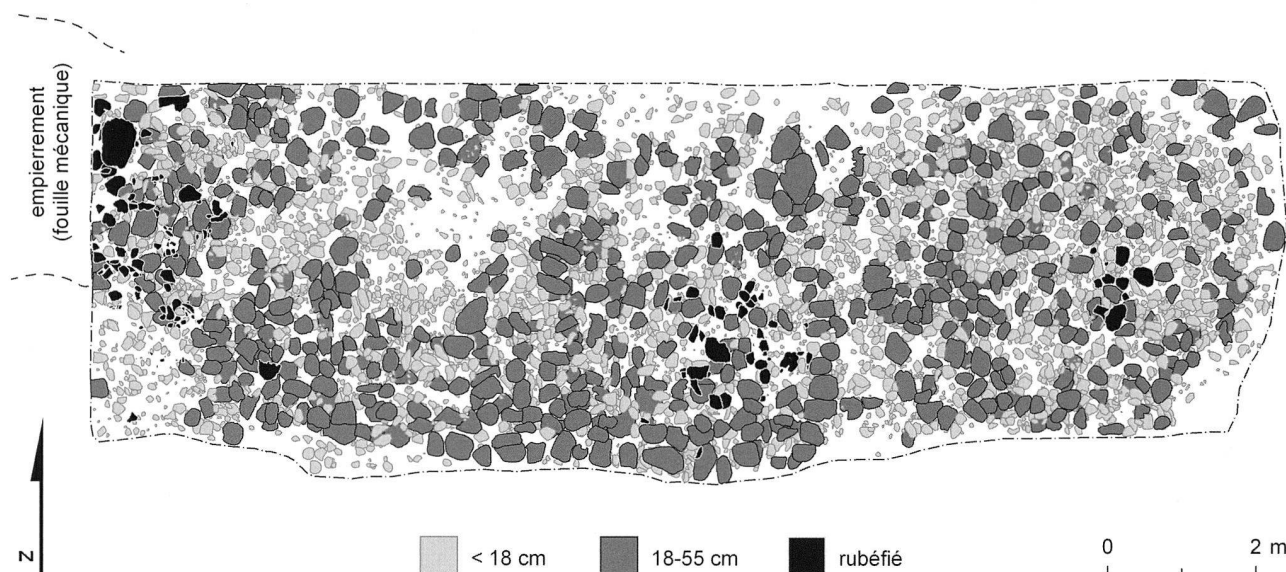 empierrement
(fouille mécanique)
N
< 18 cm
18-55 cm
rubéfié
0
2 m